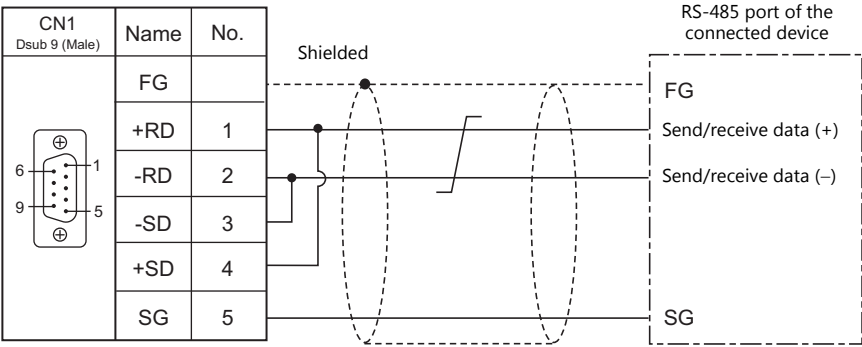 CN1
Dsub 9 (Male)
Name
No.
RS-485 port of the
connected device
Shielded
FG
FG
+RD
1
Send/receive data (+)
-RD
2
Send/receive data (−)
-SD
3
+SD
4
SG
5
SG
6
1
9
5